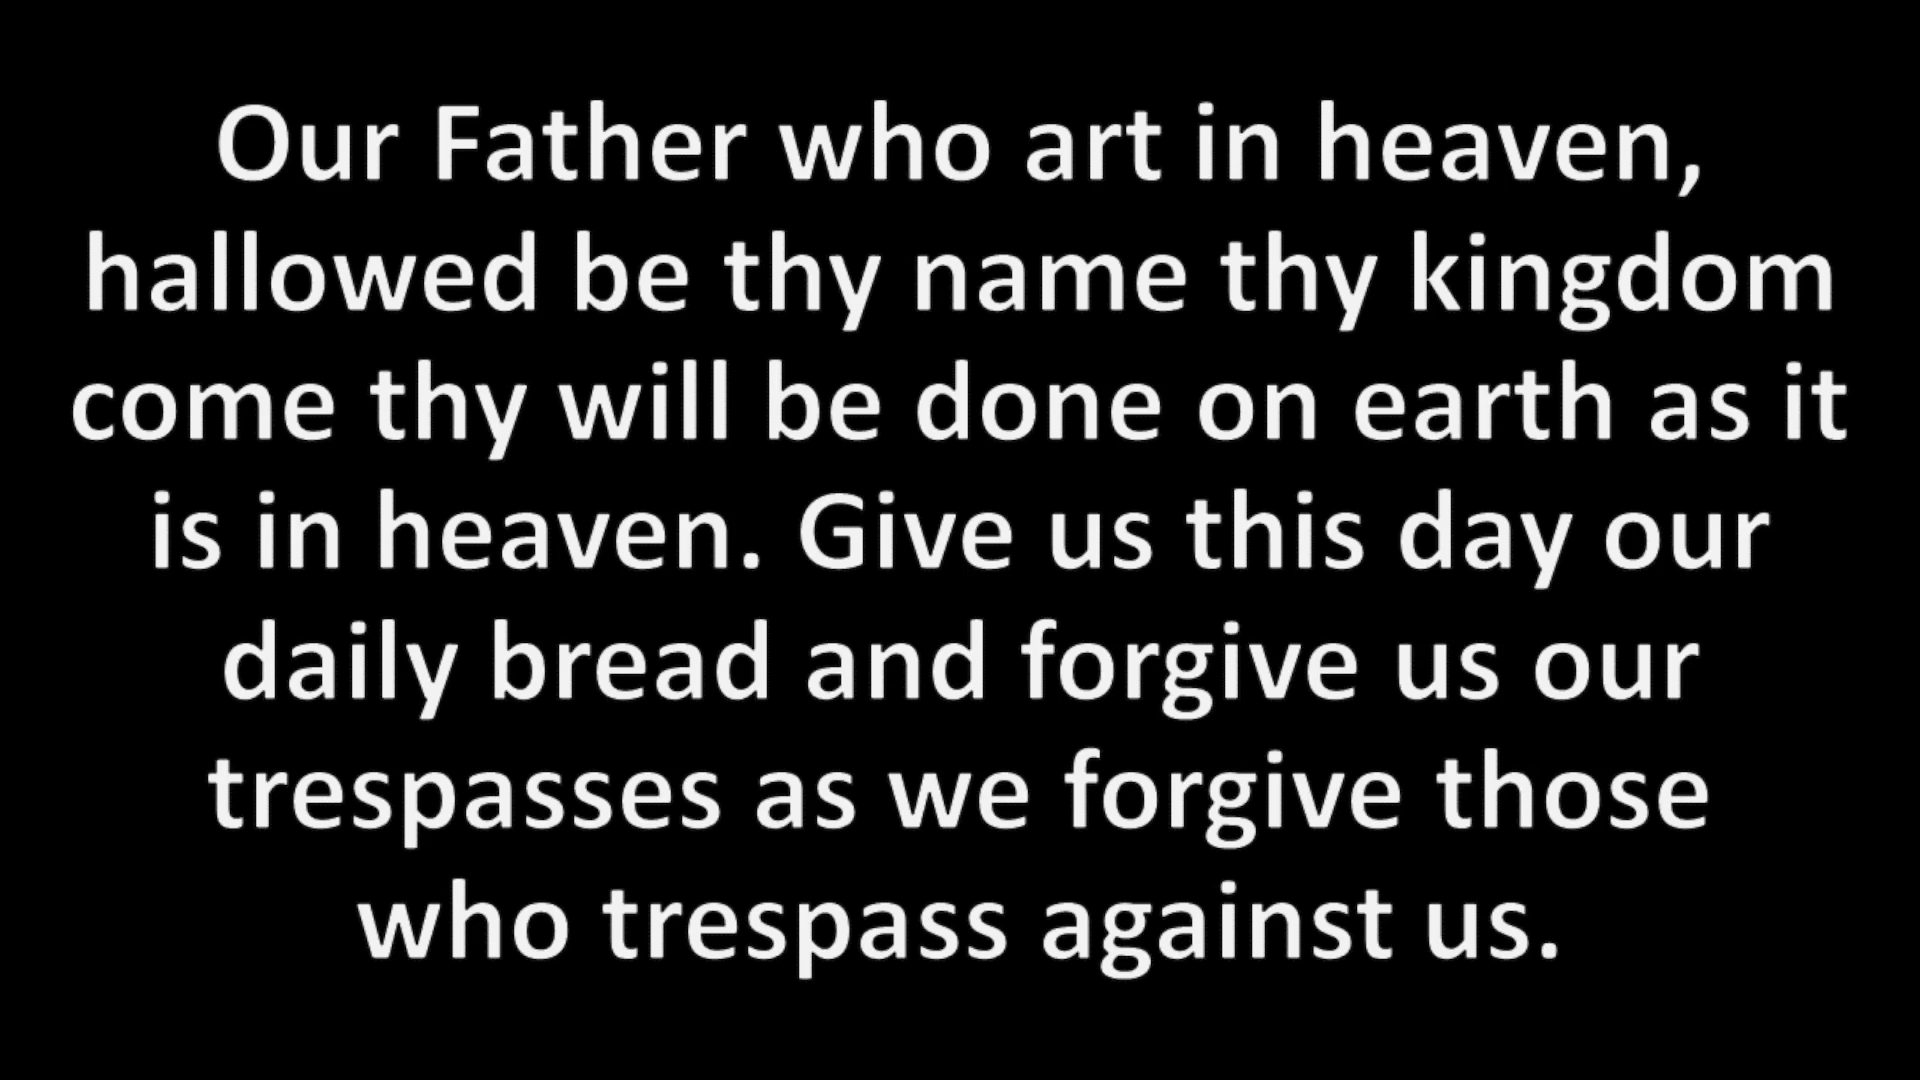 Our Father who art in heaven,
hallowed be thy name thy kingdom
come thy will be done on earth as it
is in heaven. Give us this day our
daily bread and forgive us our
trespasses as we forgive those
who trespass against us.